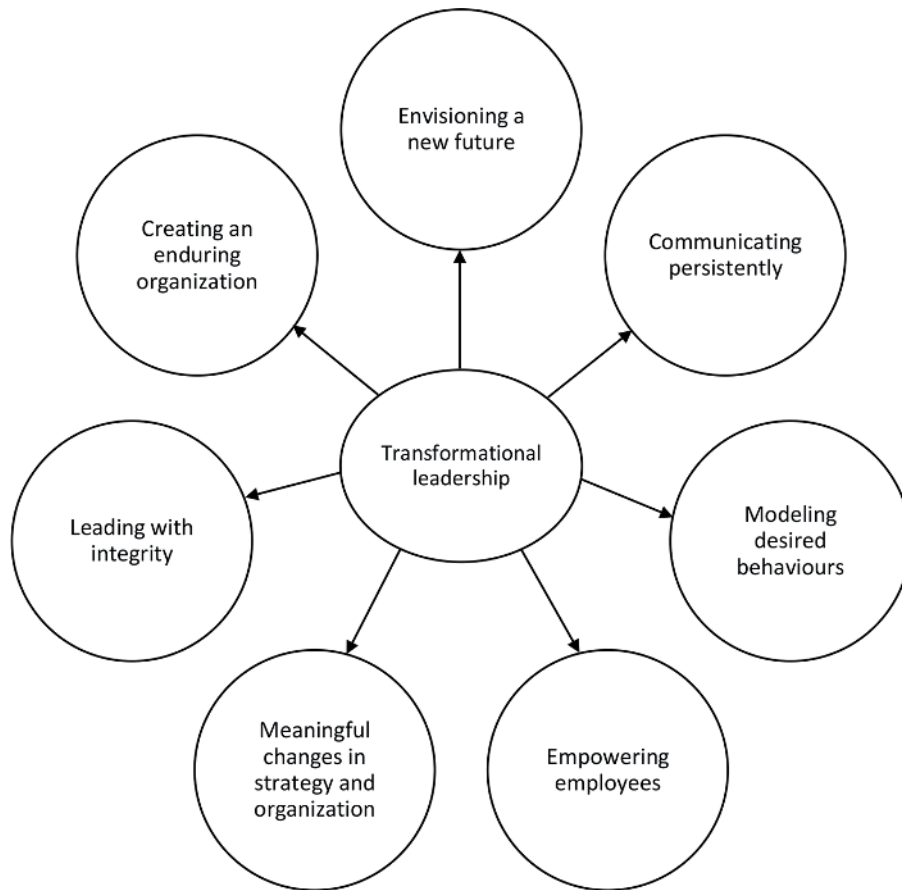 Envisioning a
new future
Communicating
persistently
Modeling
desired
behaviours
Empowering
employees
Meaningful
changes in
strategy and
organization
Leading with
integrity
Creating an
enduring
organization
Transformational
leadership